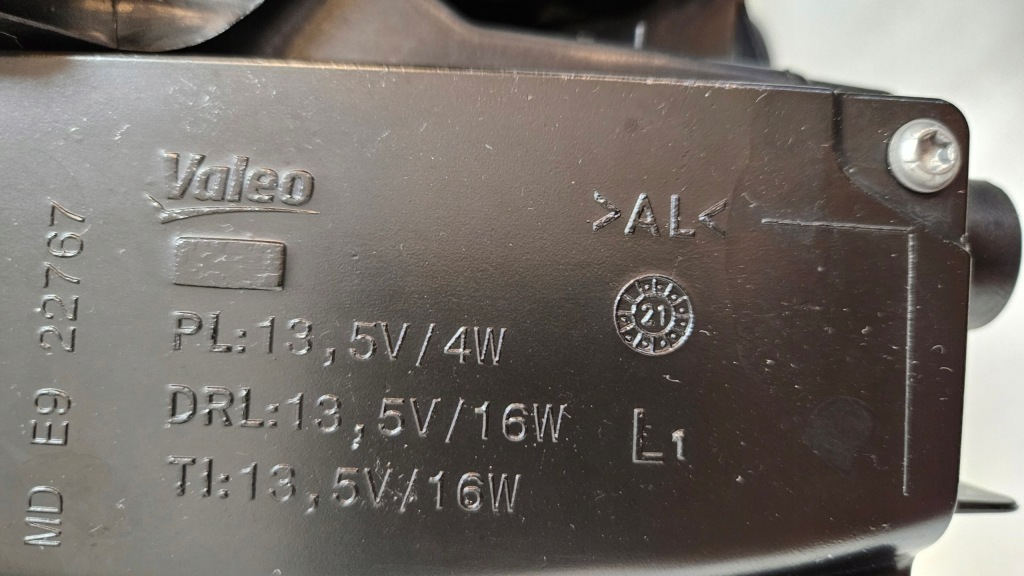 Valeo
MD E9 22767
PL:13,5V/4W
DRL:13,5V/16W
TI:13,5V/16W
>AL<
21
L1